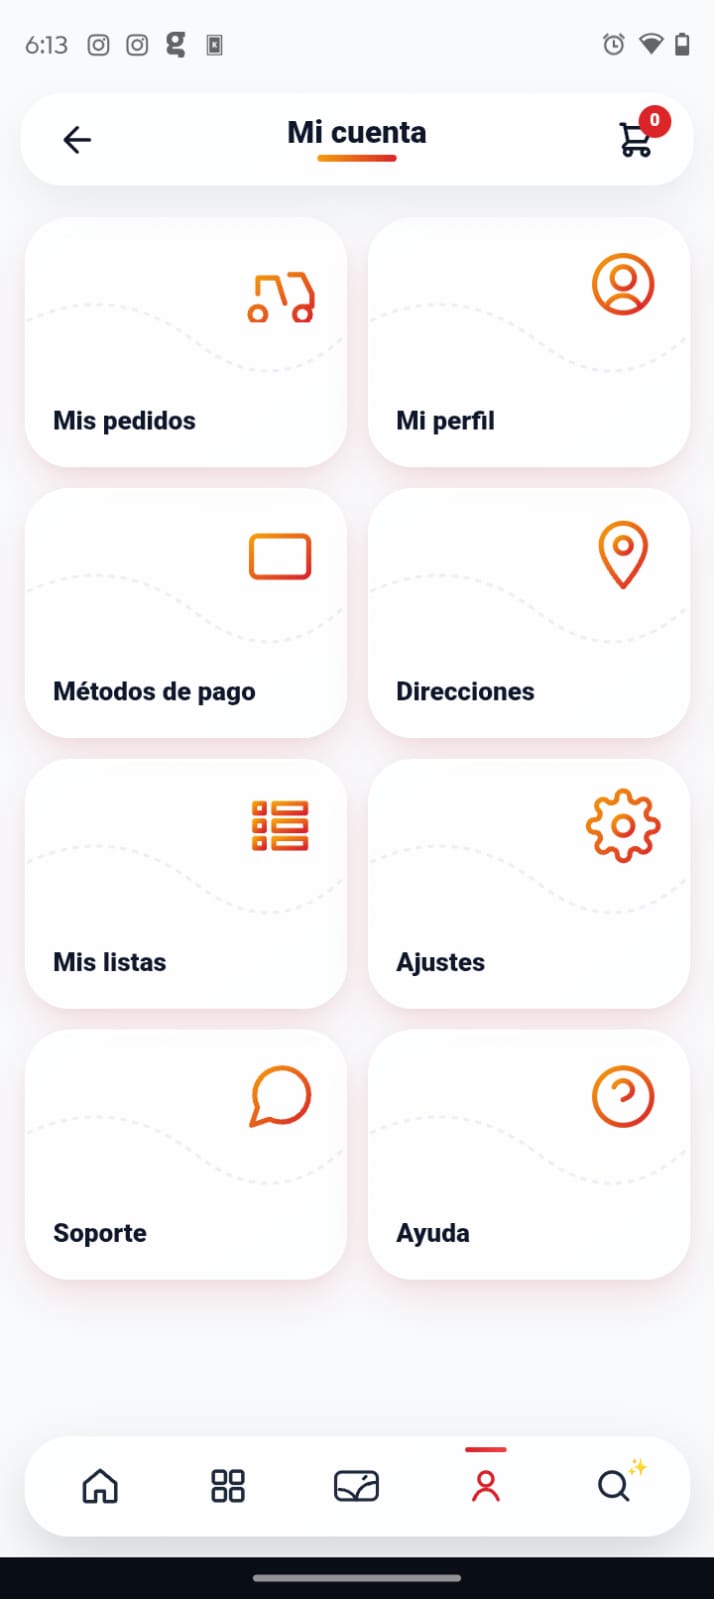 6:13
Mi cuenta
0
Mis pedidos
Mi perfil
Métodos de pago
Direcciones
Mis listas
Ajustes
Soporte
Ayuda